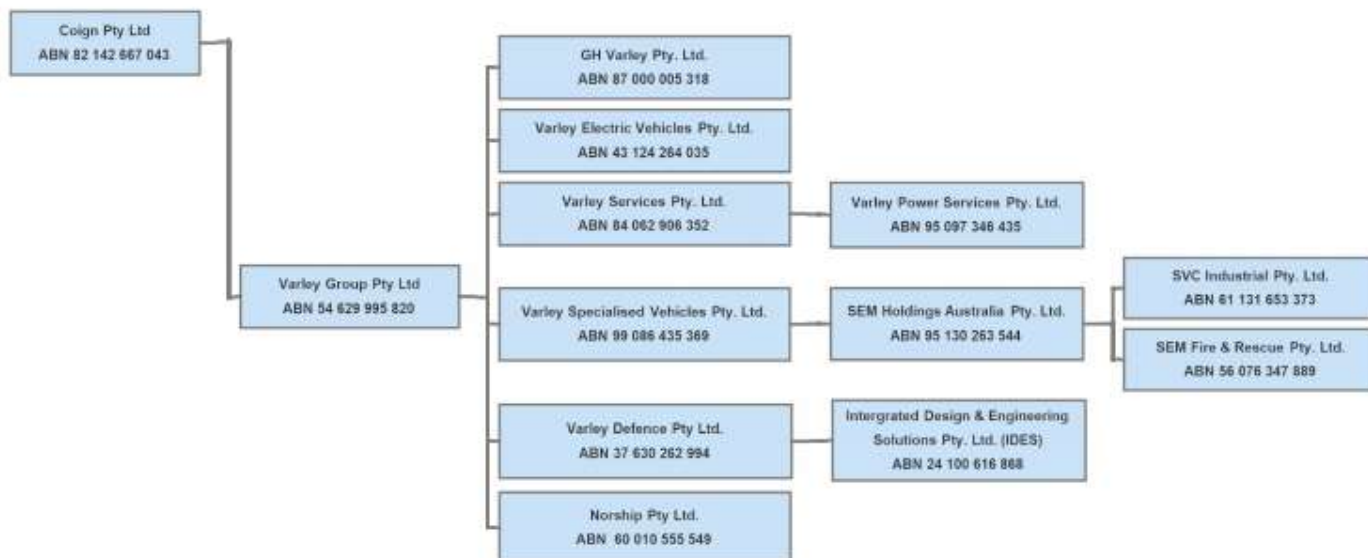 Coign Pty Ltd
ABN 82 142 667 043
Varley Group Pty Ltd
ABN 54 629 995 820
GH Varley Pty. Ltd.
ABN 87 000 005 318
Varley Electric Vehicles Pty. Ltd.
ABN 43 124 264 035
Varley Services Pty. Ltd.
ABN 84 062 906 352
Varley Power Services Pty. Ltd.
ABN 95 097 346 435
Varley Specialised Vehicles Pty. Ltd.
ABN 99 086 435 369
SEM Holdings Australia Pty. Ltd.
ABN 95 130 263 544
SVC Industrial Pty. Ltd.
ABN 61 131 653 373
SEM Fire & Rescue Pty. Ltd.
ABN 56 076 347 889
Varley Defence Pty Ltd.
ABN 37 630 262 994
Intergrated Design & Engineering
Solutions Pty. Ltd. (IDES)
ABN 24 100 616 868
Norship Pty Ltd.
ABN 60 010 555 549